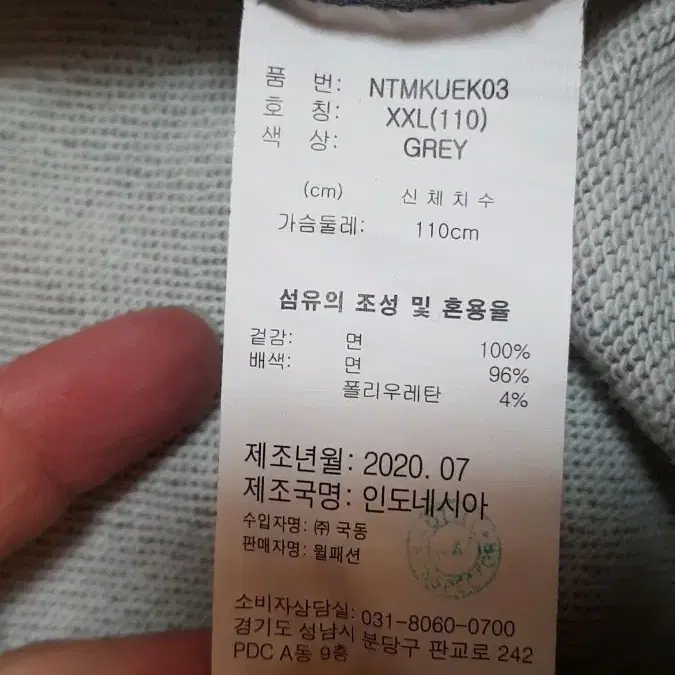 품 번: NTMKUEK03
호 칭: XXL(110)
색 상: GREY
(cm) 신체치수
가슴둘레: 110cm
섬유의 조성 및 혼용율
겉감: 면 100%
배색: 면 96%
폴리우레탄 4%
제조년월: 2020. 07
제조국명: 인도네시아
수입자명: ㈜ 국동
판매자명: 월패션
소비자상담실: 031-8060-0700
경기도 성남시 분당구 판교로 242
PDC A동 9층